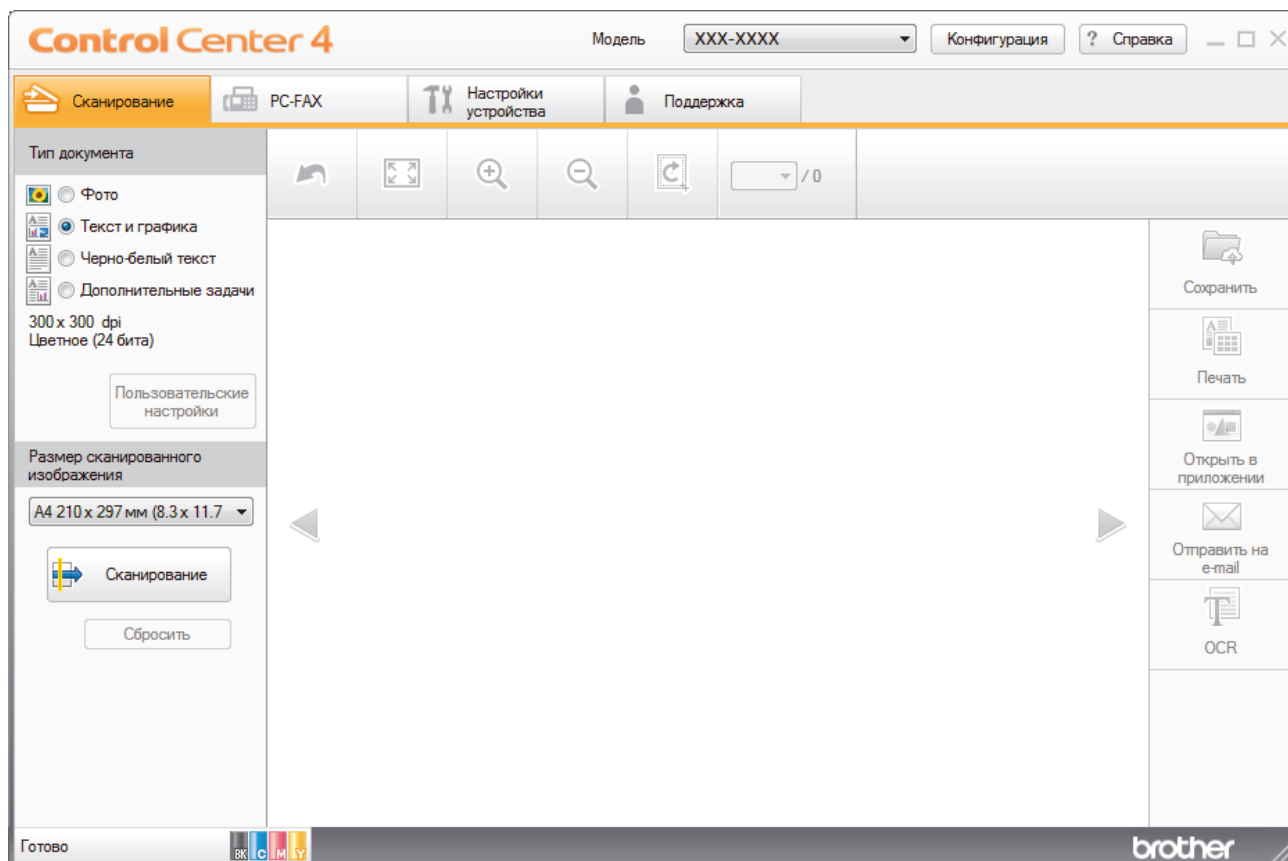 Control Center 4
Модель
XXX-XXXX
Конфигурация
? Справка
Сканирование
PC-FAX
Настройки
устройства
Поддержка
Тип документа
/ 0
Фото
Текст и графика
Черно-белый текст
Дополнительные задачи
300 x 300 dpi
Цветное (24 бита)
Пользовательские
настройки
Размер сканированного
изображения
A4 210 x 297 мм (8.3 x 11.7
Сканирование
Сбросить
Сохранить
Печать
Открыть в
приложении
Отправить на
e-mail
OCR
Готово
BK C M Y
brother